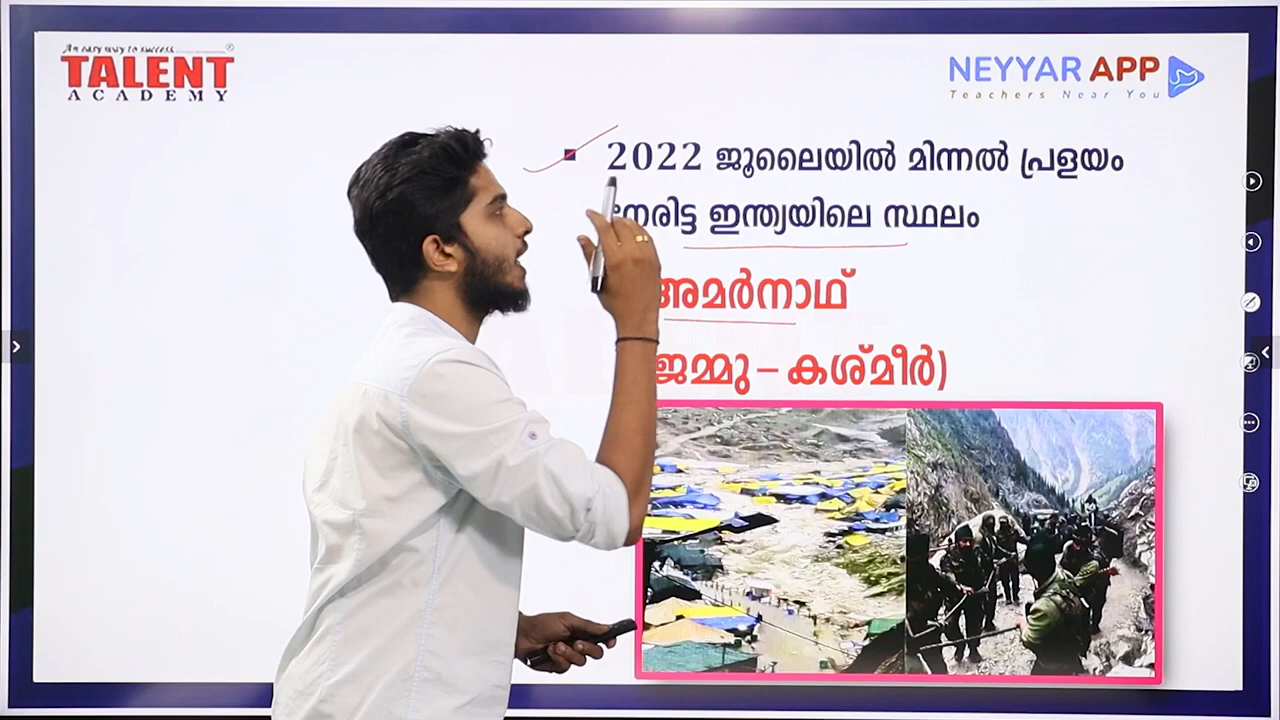 An easy way to success
TALENT
ACADEMY
NEYYAR APP
Teachers Near You
2022 ജൂലൈയിൽ മിന്നൽ പ്രളയം
നേരിട്ട ഇന്ത്യയിലെ സ്ഥലം
അമർനാഥ്
ജമ്മു - കശ്മീർ)